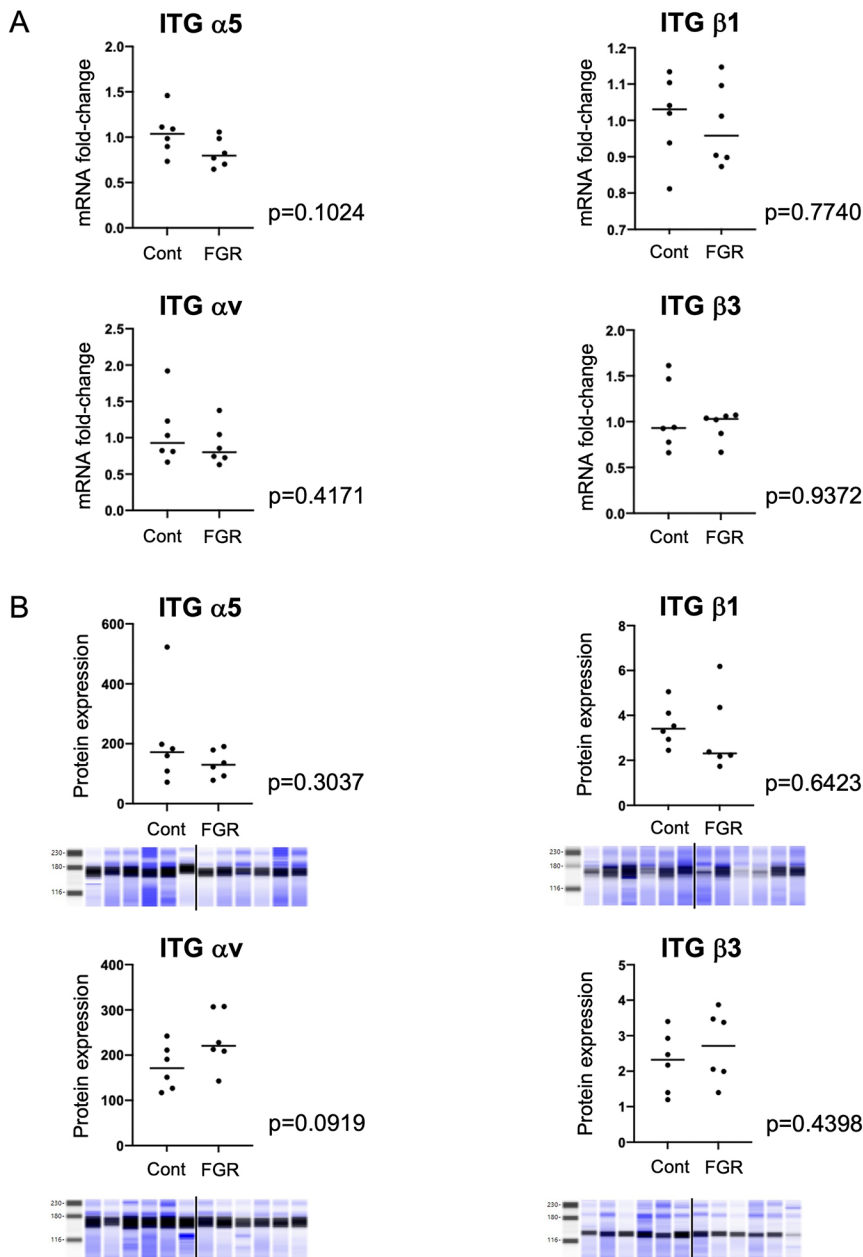 A
ITG α5
mRNA fold-change
2.0
1.5
1.0
0.5
0.0
Cont FGR
p=0.1024
ITG β1
mRNA fold-change
1.2
1.1
1.0
0.9
0.8
0.7
Cont FGR
p=0.7740
ITG αv
mRNA fold-change
2.5
2.0
1.5
1.0
0.5
0.0
Cont FGR
p=0.4171
ITG β3
mRNA fold-change
2.0
1.5
1.0
0.5
0.0
Cont FGR
p=0.9372
B
ITG α5
Protein expression
600
400
200
0
Cont FGR
p=0.3037
230-
180-
116-
ITG β1
Protein expression
8
6
4
2
0
Cont FGR
p=0.6423
230-
180-
116-
ITG αv
Protein expression
400
300
200
100
0
Cont FGR
p=0.0919
230-
180-
116-
ITG β3
Protein expression
5
4
3
2
1
0
Cont FGR
p=0.4398
230-
180-
116-